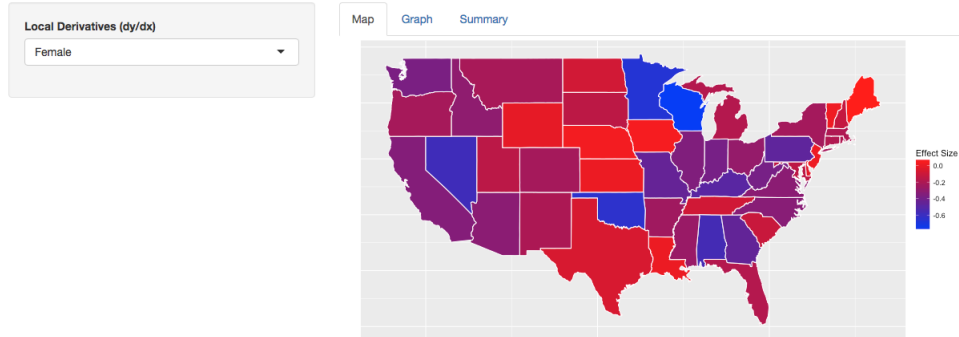 Local Derivatives (dy/dx)
Female
Map Graph Summary
Effect Size
0.0
-0.2
-0.4
-0.6